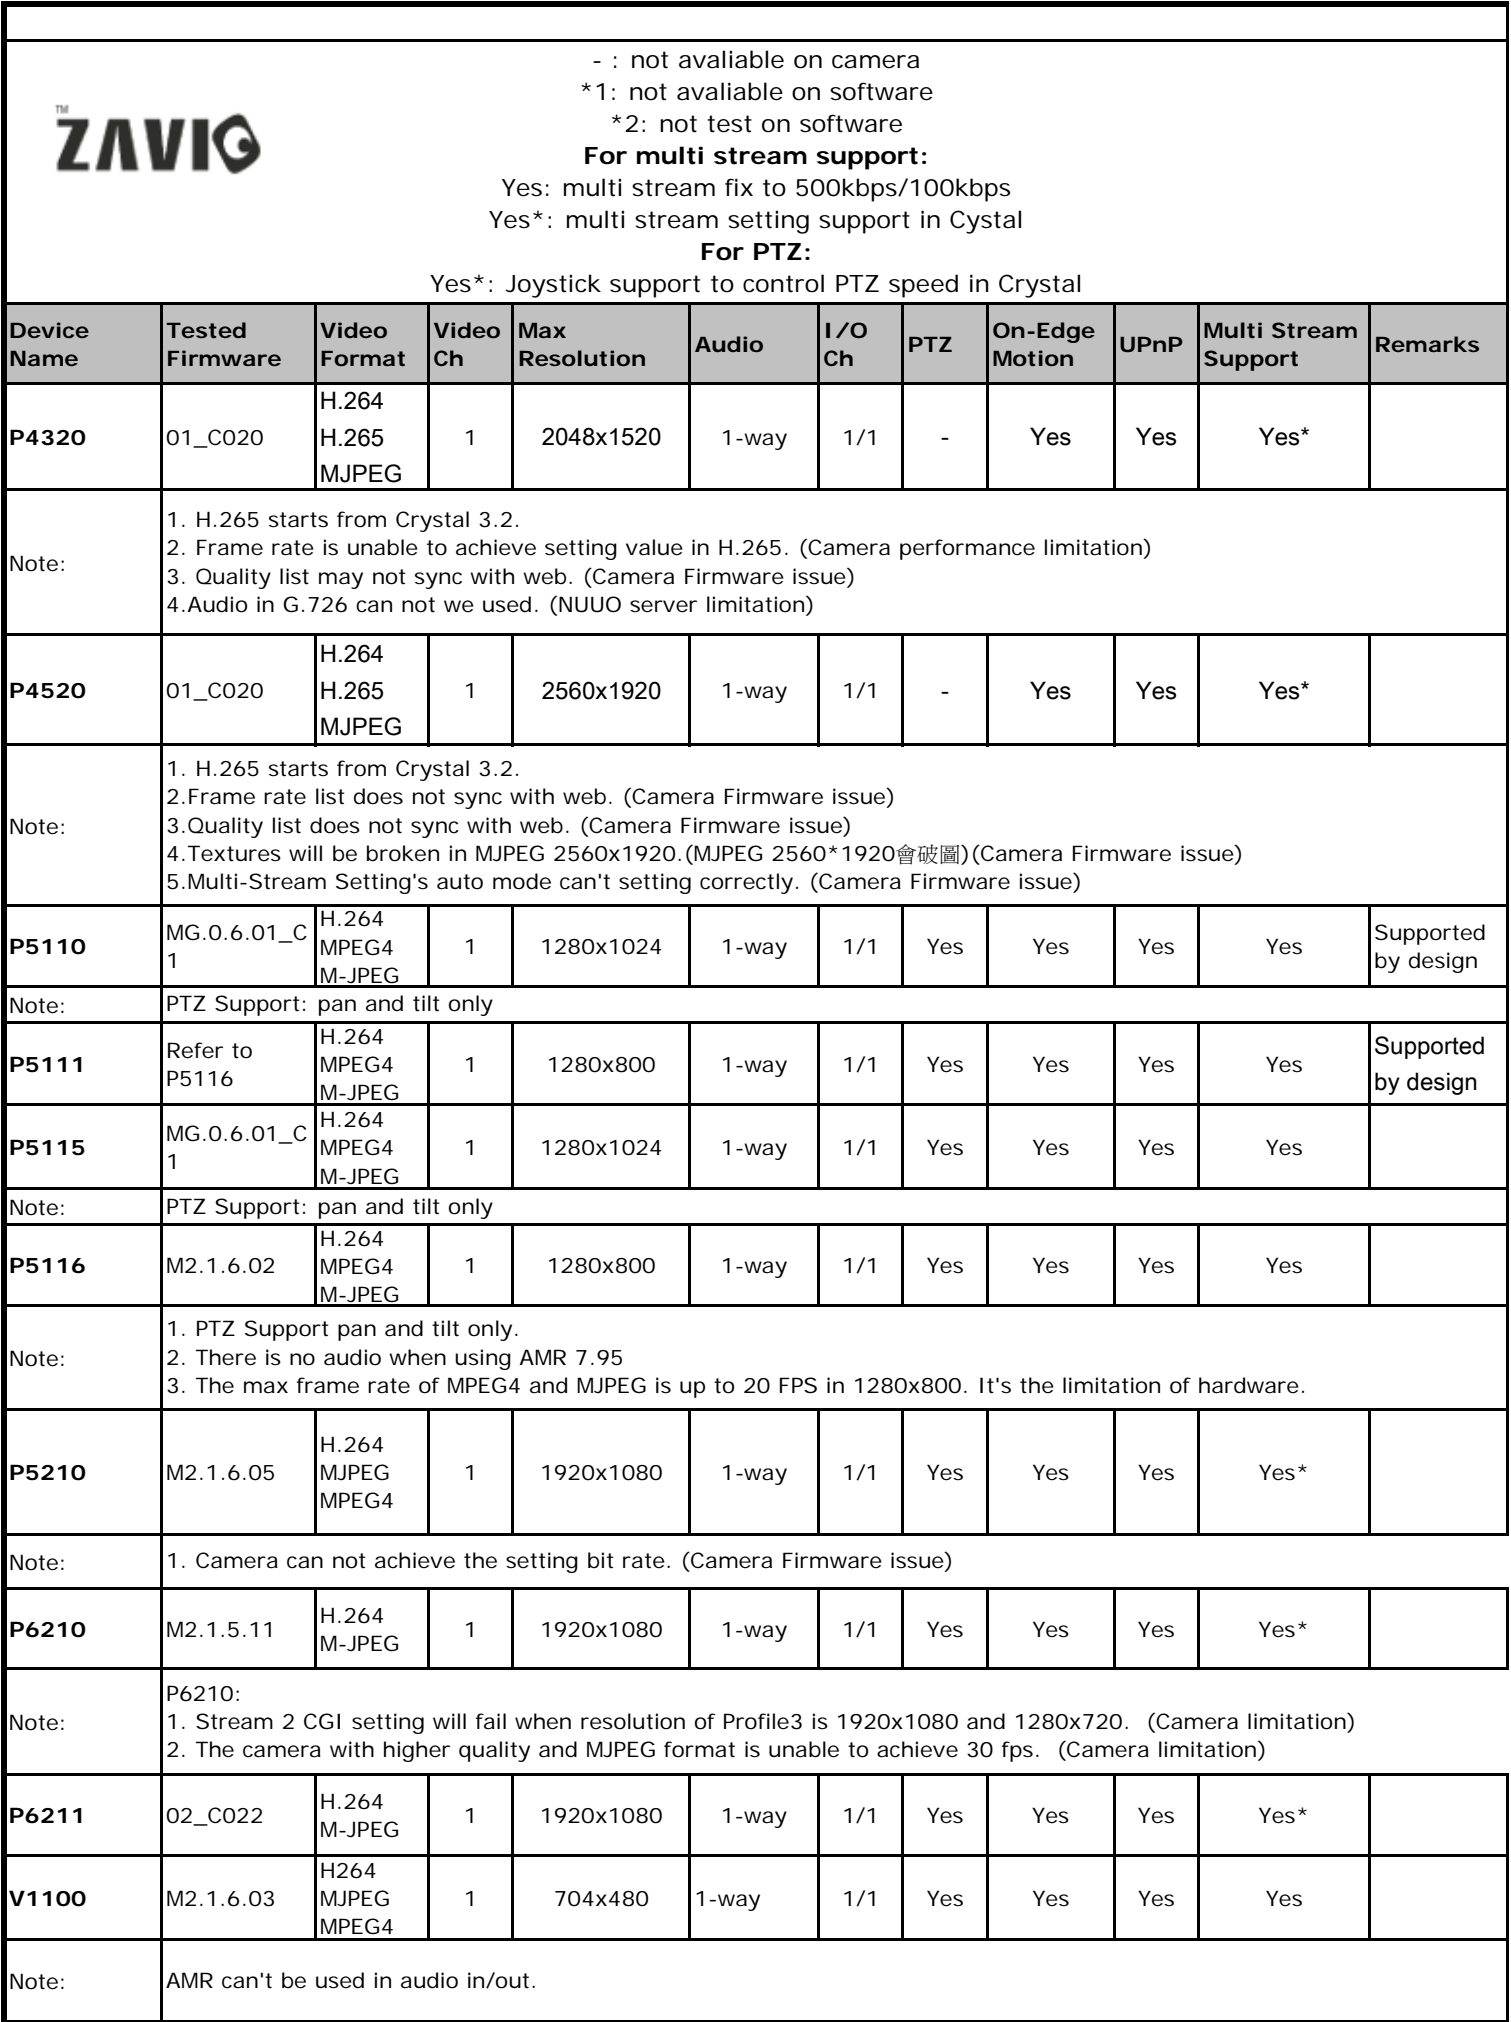 - : not avaliable on camera
*1: not avaliable on software
*2: not test on software
For multi stream support:
Yes: multi stream fix to 500kbps/100kbps
Yes*: multi stream setting support in Cystal
For PTZ:
Yes*: Joystick support to control PTZ speed in Crystal
TM ZAVIO
Device Name Tested Firmware Video Format Video Ch Max Resolution Audio I/O Ch PTZ On-Edge Motion UPnP Multi Stream Support Remarks
P4320 01_C020 H.264 H.265 MJPEG 1 2048x1520 1-way 1/1 - Yes Yes Yes*
Note:
1. H.265 starts from Crystal 3.2.
2. Frame rate is unable to achieve setting value in H.265. (Camera performance limitation)
3. Quality list may not sync with web. (Camera Firmware issue)
4.Audio in G.726 can not we used. (NUUO server limitation)
P4520 01_C020 H.264 H.265 MJPEG 1 2560x1920 1-way 1/1 - Yes Yes Yes*
Note:
1. H.265 starts from Crystal 3.2.
2.Frame rate list does not sync with web. (Camera Firmware issue)
3.Quality list does not sync with web. (Camera Firmware issue)
4.Textures will be broken in MJPEG 2560x1920.(MJPEG 2560*1920會破圖)(Camera Firmware issue)
5.Multi-Stream Setting's auto mode can't setting correctly. (Camera Firmware issue)
P5110 MG.0.6.01_C1 H.264 MPEG4 M-JPEG 1 1280x1024 1-way 1/1 Yes Yes Yes Yes Supported by design
Note: PTZ Support: pan and tilt only
P5111 Refer to P5116 H.264 MPEG4 M-JPEG 1 1280x800 1-way 1/1 Yes Yes Yes Yes Supported by design
P5115 MG.0.6.01_C1 H.264 MPEG4 M-JPEG 1 1280x1024 1-way 1/1 Yes Yes Yes Yes
Note: PTZ Support: pan and tilt only
P5116 M2.1.6.02 H.264 MPEG4 M-JPEG 1 1280x800 1-way 1/1 Yes Yes Yes Yes
Note:
1. PTZ Support pan and tilt only.
2. There is no audio when using AMR 7.95
3. The max frame rate of MPEG4 and MJPEG is up to 20 FPS in 1280x800. It's the limitation of hardware.
P5210 M2.1.6.05 H.264 MJPEG MPEG4 1 1920x1080 1-way 1/1 Yes Yes Yes Yes*
Note: 1. Camera can not achieve the setting bit rate. (Camera Firmware issue)
P6210 M2.1.5.11 H.264 M-JPEG 1 1920x1080 1-way 1/1 Yes Yes Yes Yes*
Note:
P6210:
1. Stream 2 CGI setting will fail when resolution of Profile3 is 1920x1080 and 1280x720. (Camera limitation)
2. The camera with higher quality and MJPEG format is unable to achieve 30 fps. (Camera limitation)
P6211 02_C022 H.264 M-JPEG 1 1920x1080 1-way 1/1 Yes Yes Yes Yes*
V1100 M2.1.6.03 H264 MJPEG MPEG4 1 704x480 1-way 1/1 Yes Yes Yes Yes
Note: AMR can't be used in audio in/out.